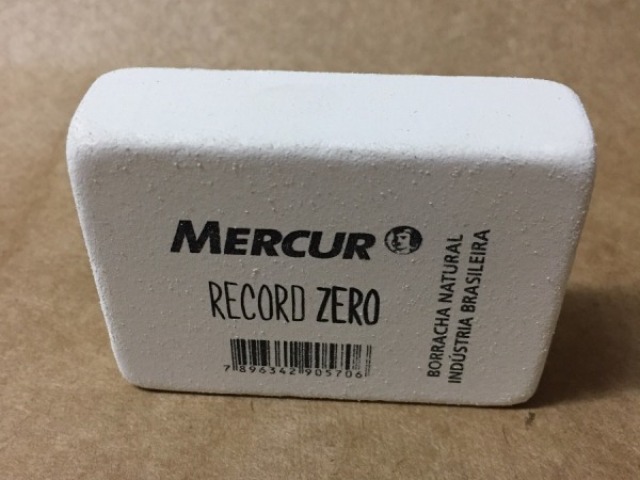 MERCUR
RECORD ZERO
7 896342 905706
BORRACHA NATURAL
INDÚSTRIA BRASILEIRA